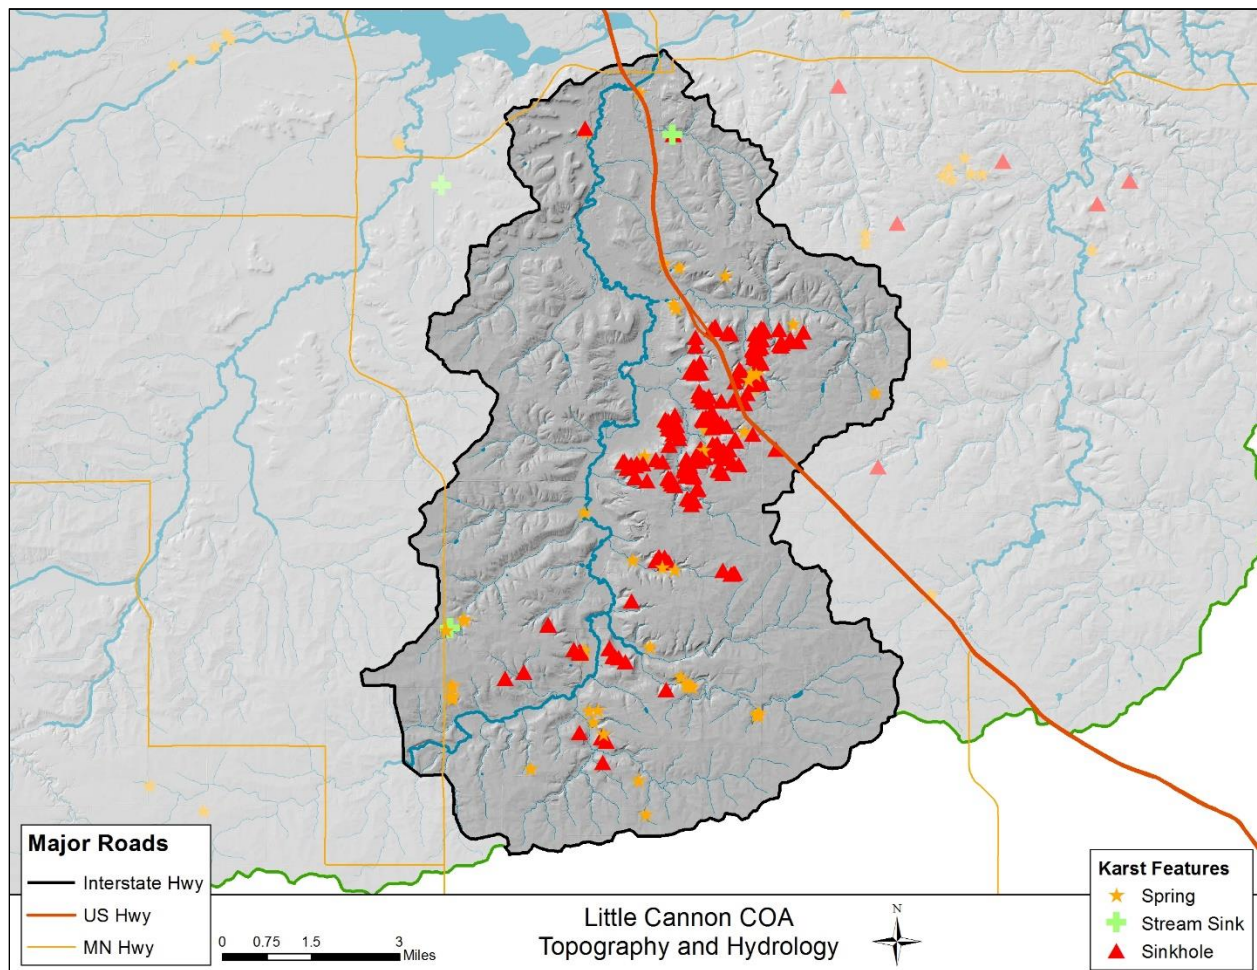 Major Roads
Interstate Hwy
US Hwy
MN Hwy
0 0.75 1.5 3
Miles
Little Cannon COA
Topography and Hydrology
N
Karst Features
Spring
Stream Sink
Sinkhole